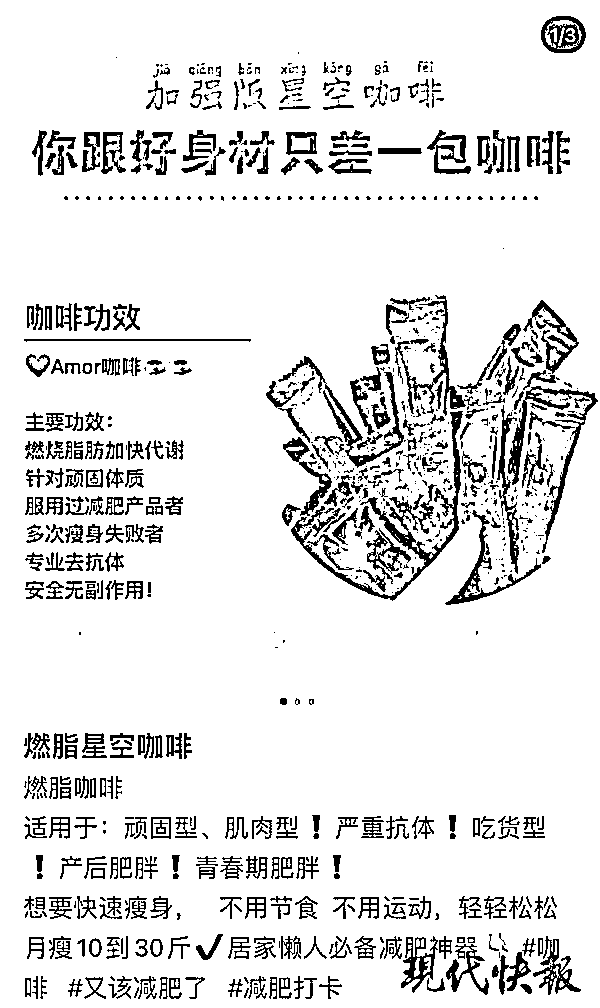 1/3
jiā qiáng bǎn xīng kōng gā fēi
加强版星空咖啡
你跟好身材只差一包咖啡
咖啡功效
♡Amor咖啡
主要功效：
燃烧脂肪加快代谢
针对顽固体质
服用过减肥产品者
多次瘦身失败者
专业去抗体
安全无副作用！
燃脂星空咖啡
燃脂咖啡
适用于：顽固型、肌肉型❗严重抗体❗吃货型
❗产后肥胖❗青春期肥胖❗
想要快速瘦身， 不用节食 不用运动，轻轻松松
月瘦10到30斤✔居家懒人必备减肥神器 #咖
啡 #又该减肥了 #减肥打卡
現代快報